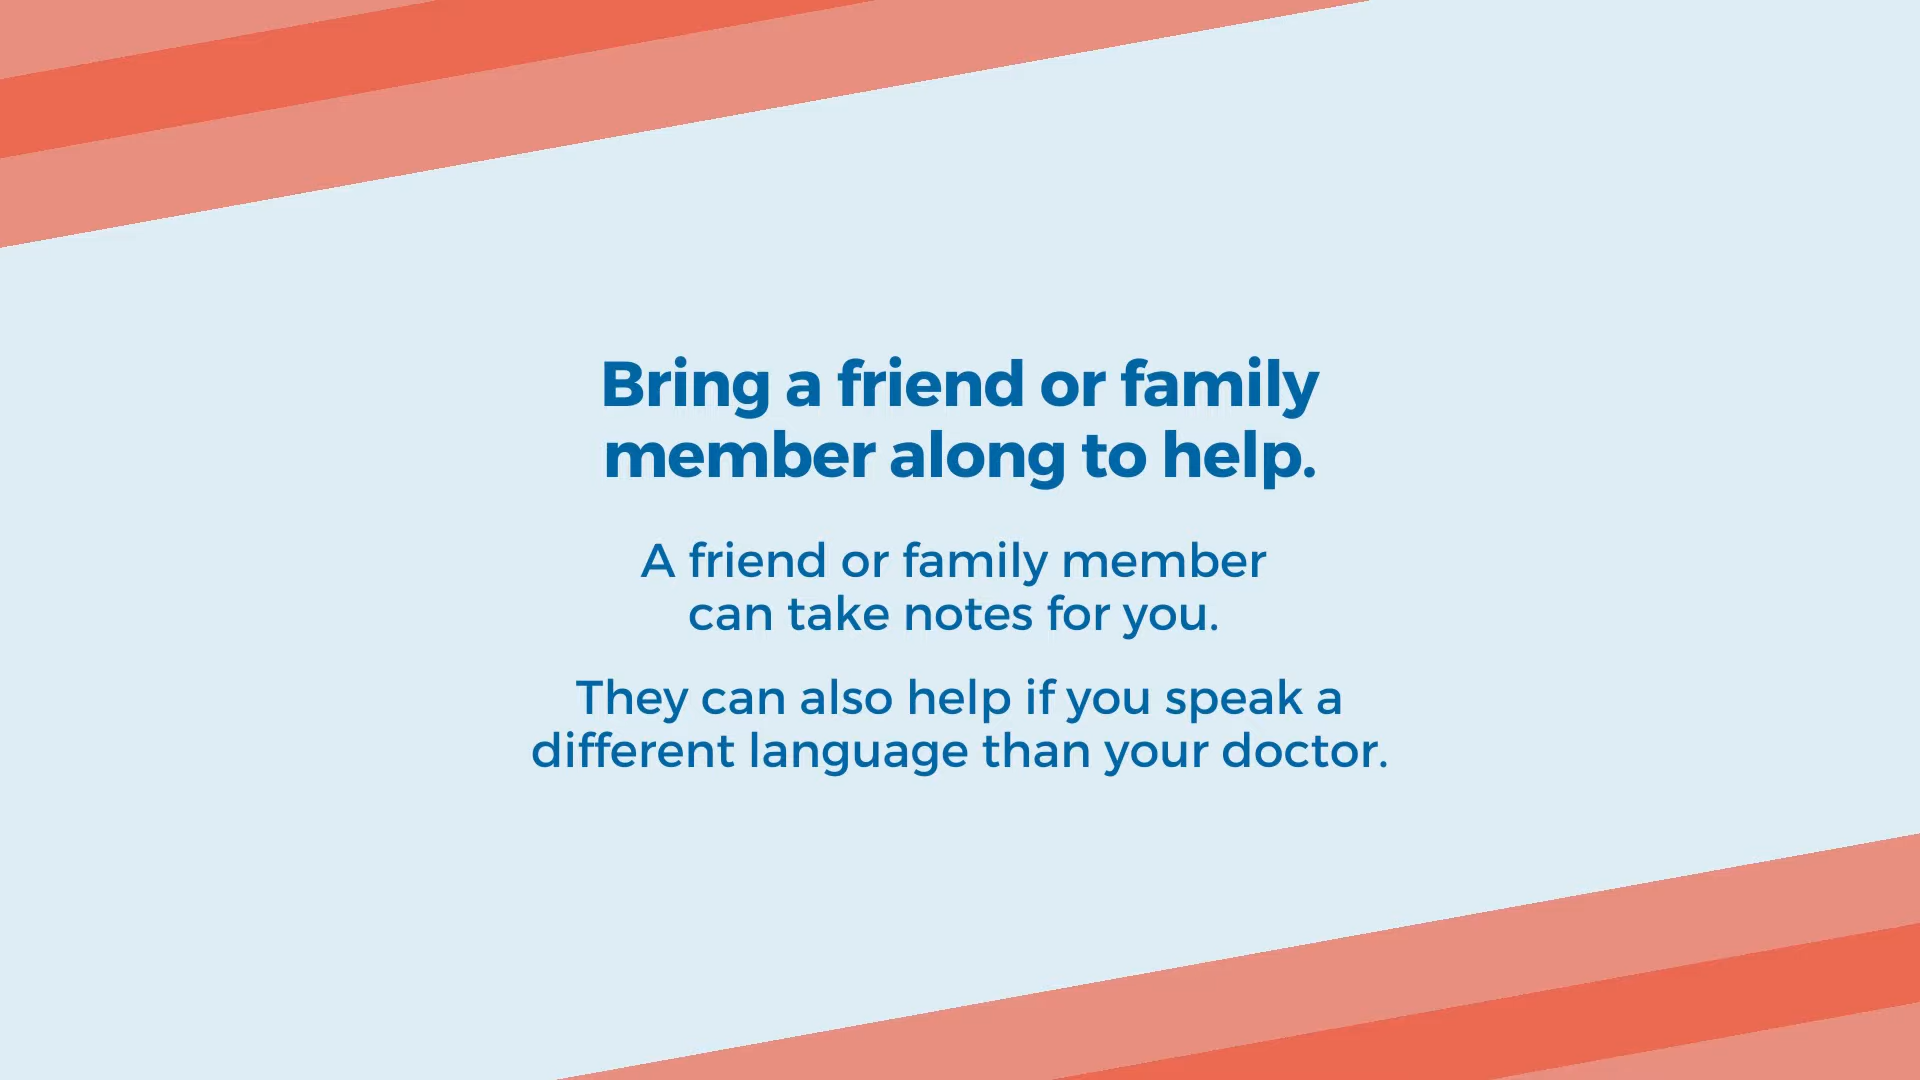 Bring a friend or family
member along to help.
A friend or family member
can take notes for you.
They can also help if you speak a
different language than your doctor.